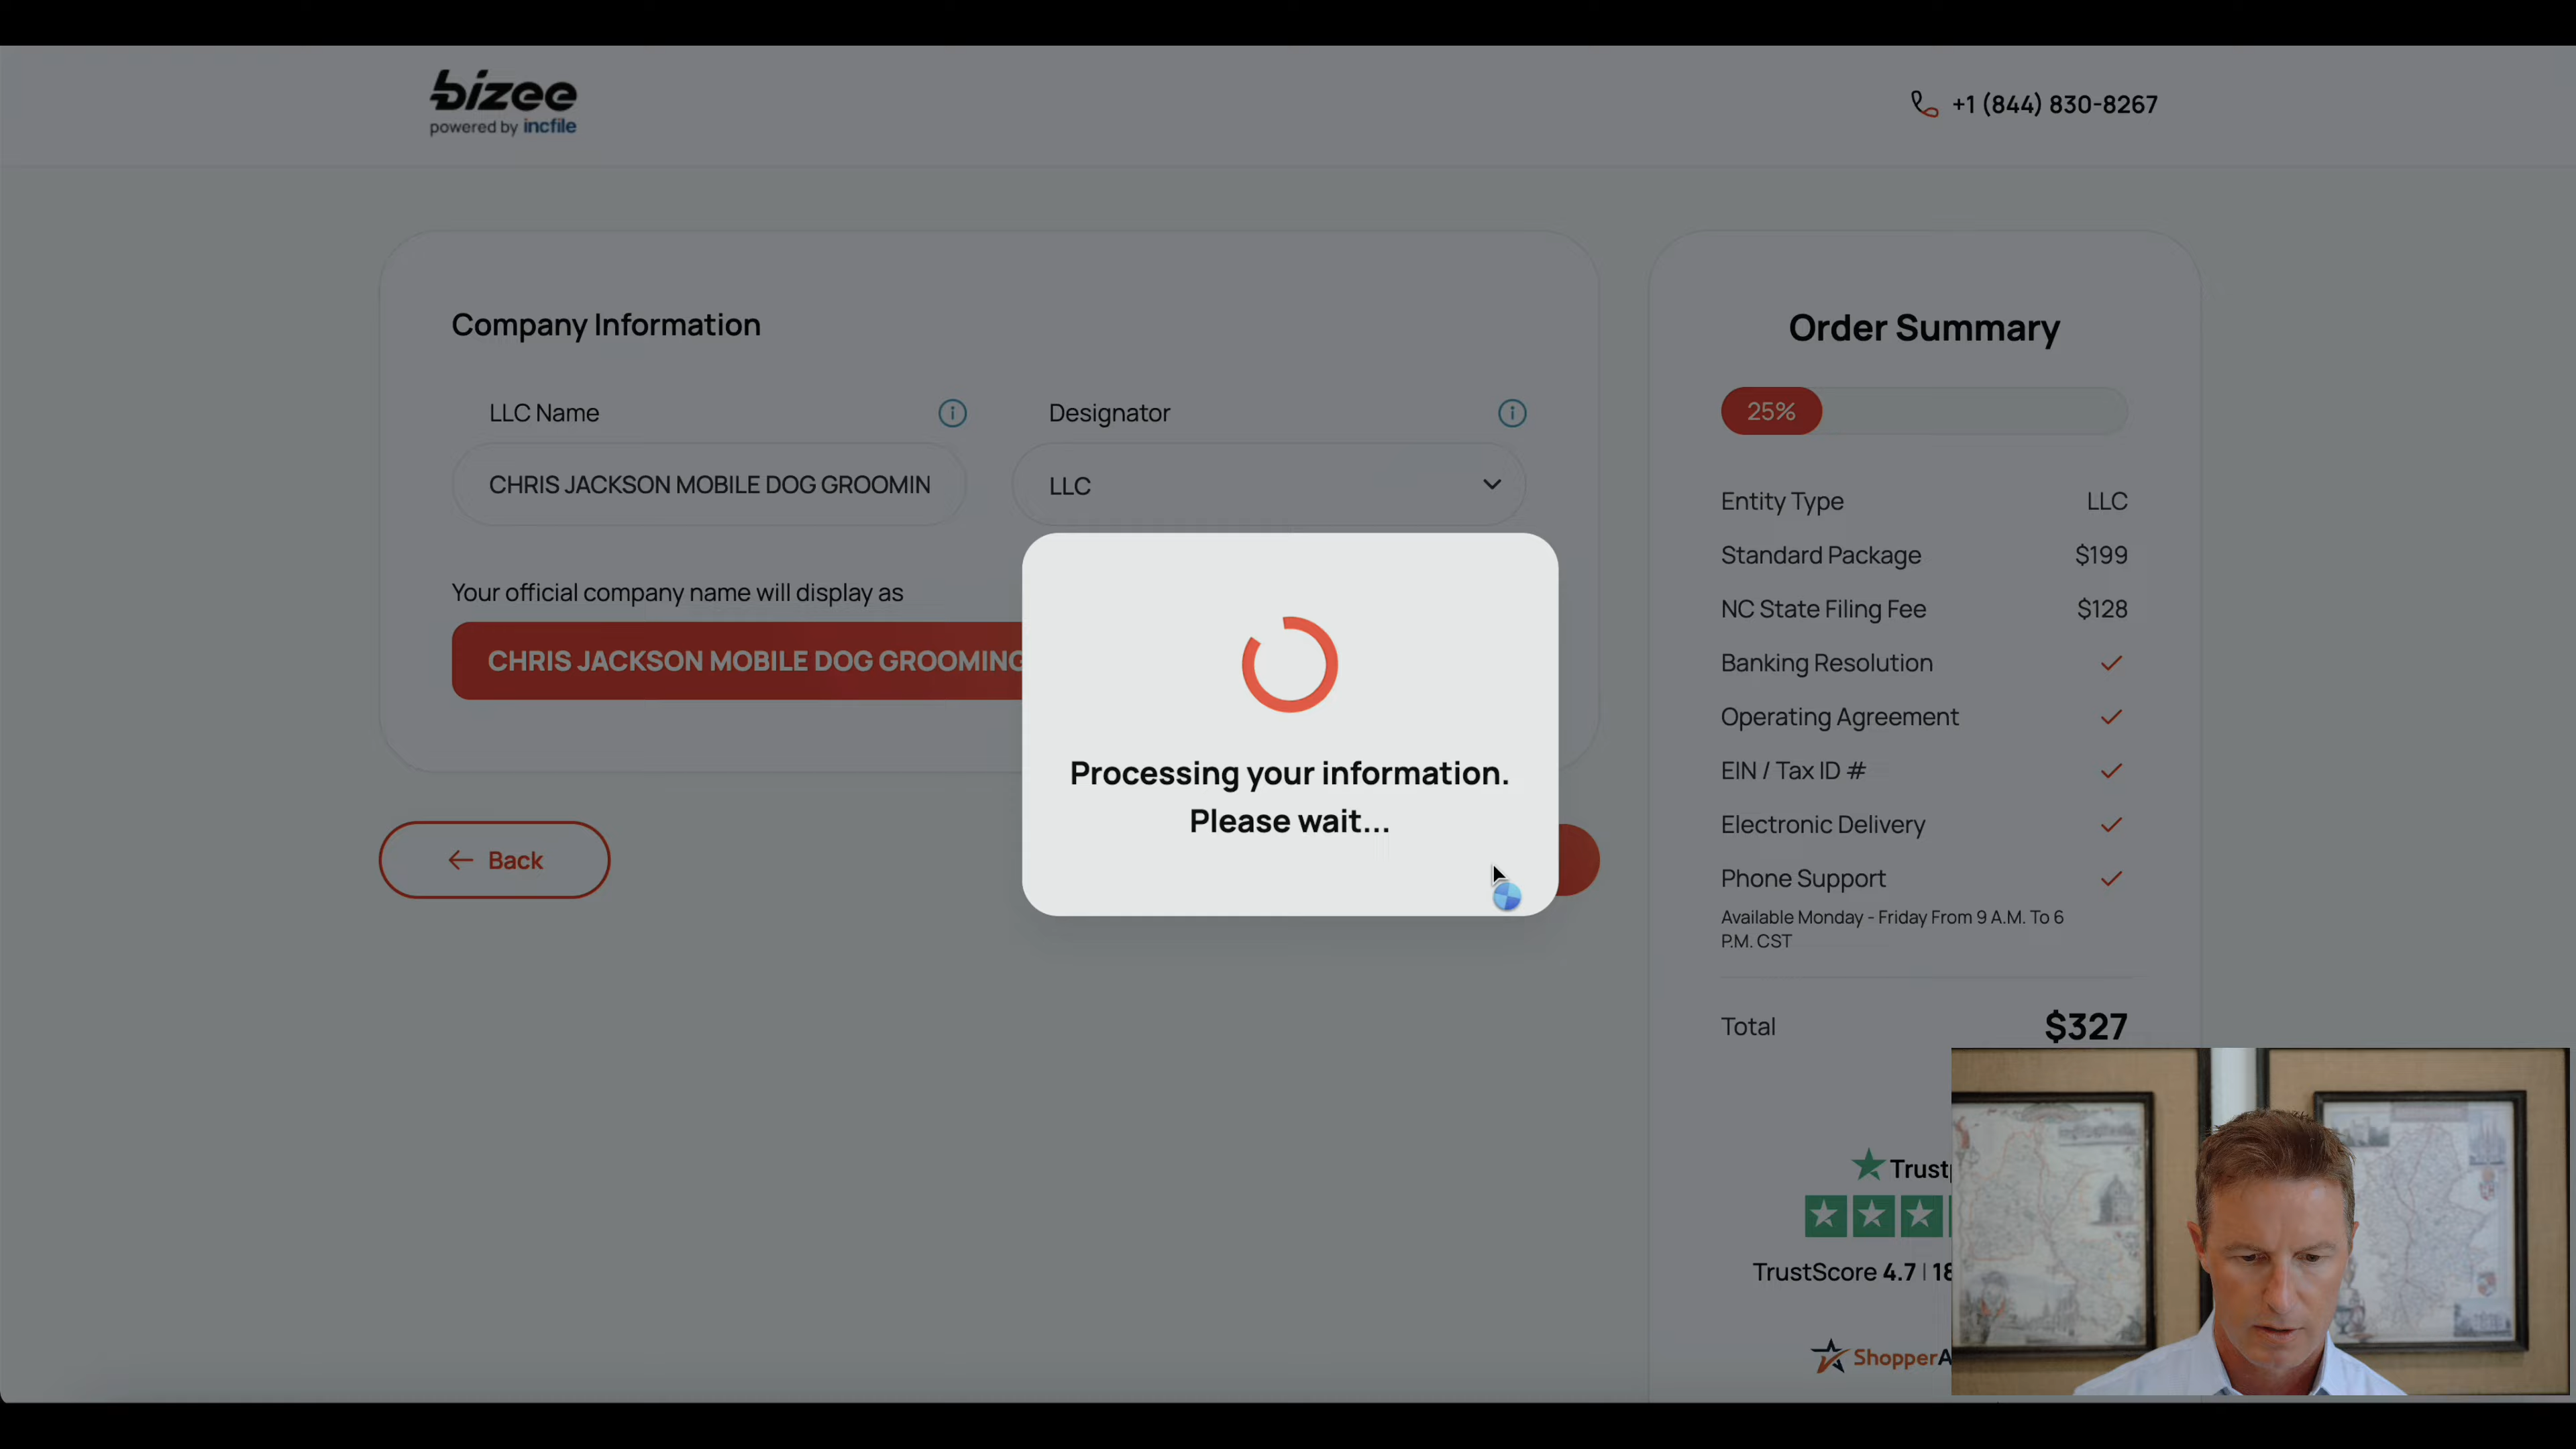 bizee
powered by incfile
+1 (844) 830-8267
Company Information
LLC Name
Designator
CHRIS JACKSON MOBILE DOG GROOMIN
LLC
Your official company name will display as
CHRIS JACKSON MOBILE DOG GROOMING
Processing your information.
Please wait...
Back
Order Summary
25%
Entity Type LLC
Standard Package $199
NC State Filing Fee $128
Banking Resolution
Operating Agreement
EIN / Tax ID #
Electronic Delivery
Phone Support
Available Monday - Friday From 9 A.M. To 6
P.M. CST
Total $327
Trustp
TrustScore 4.7 | 18
ShopperA